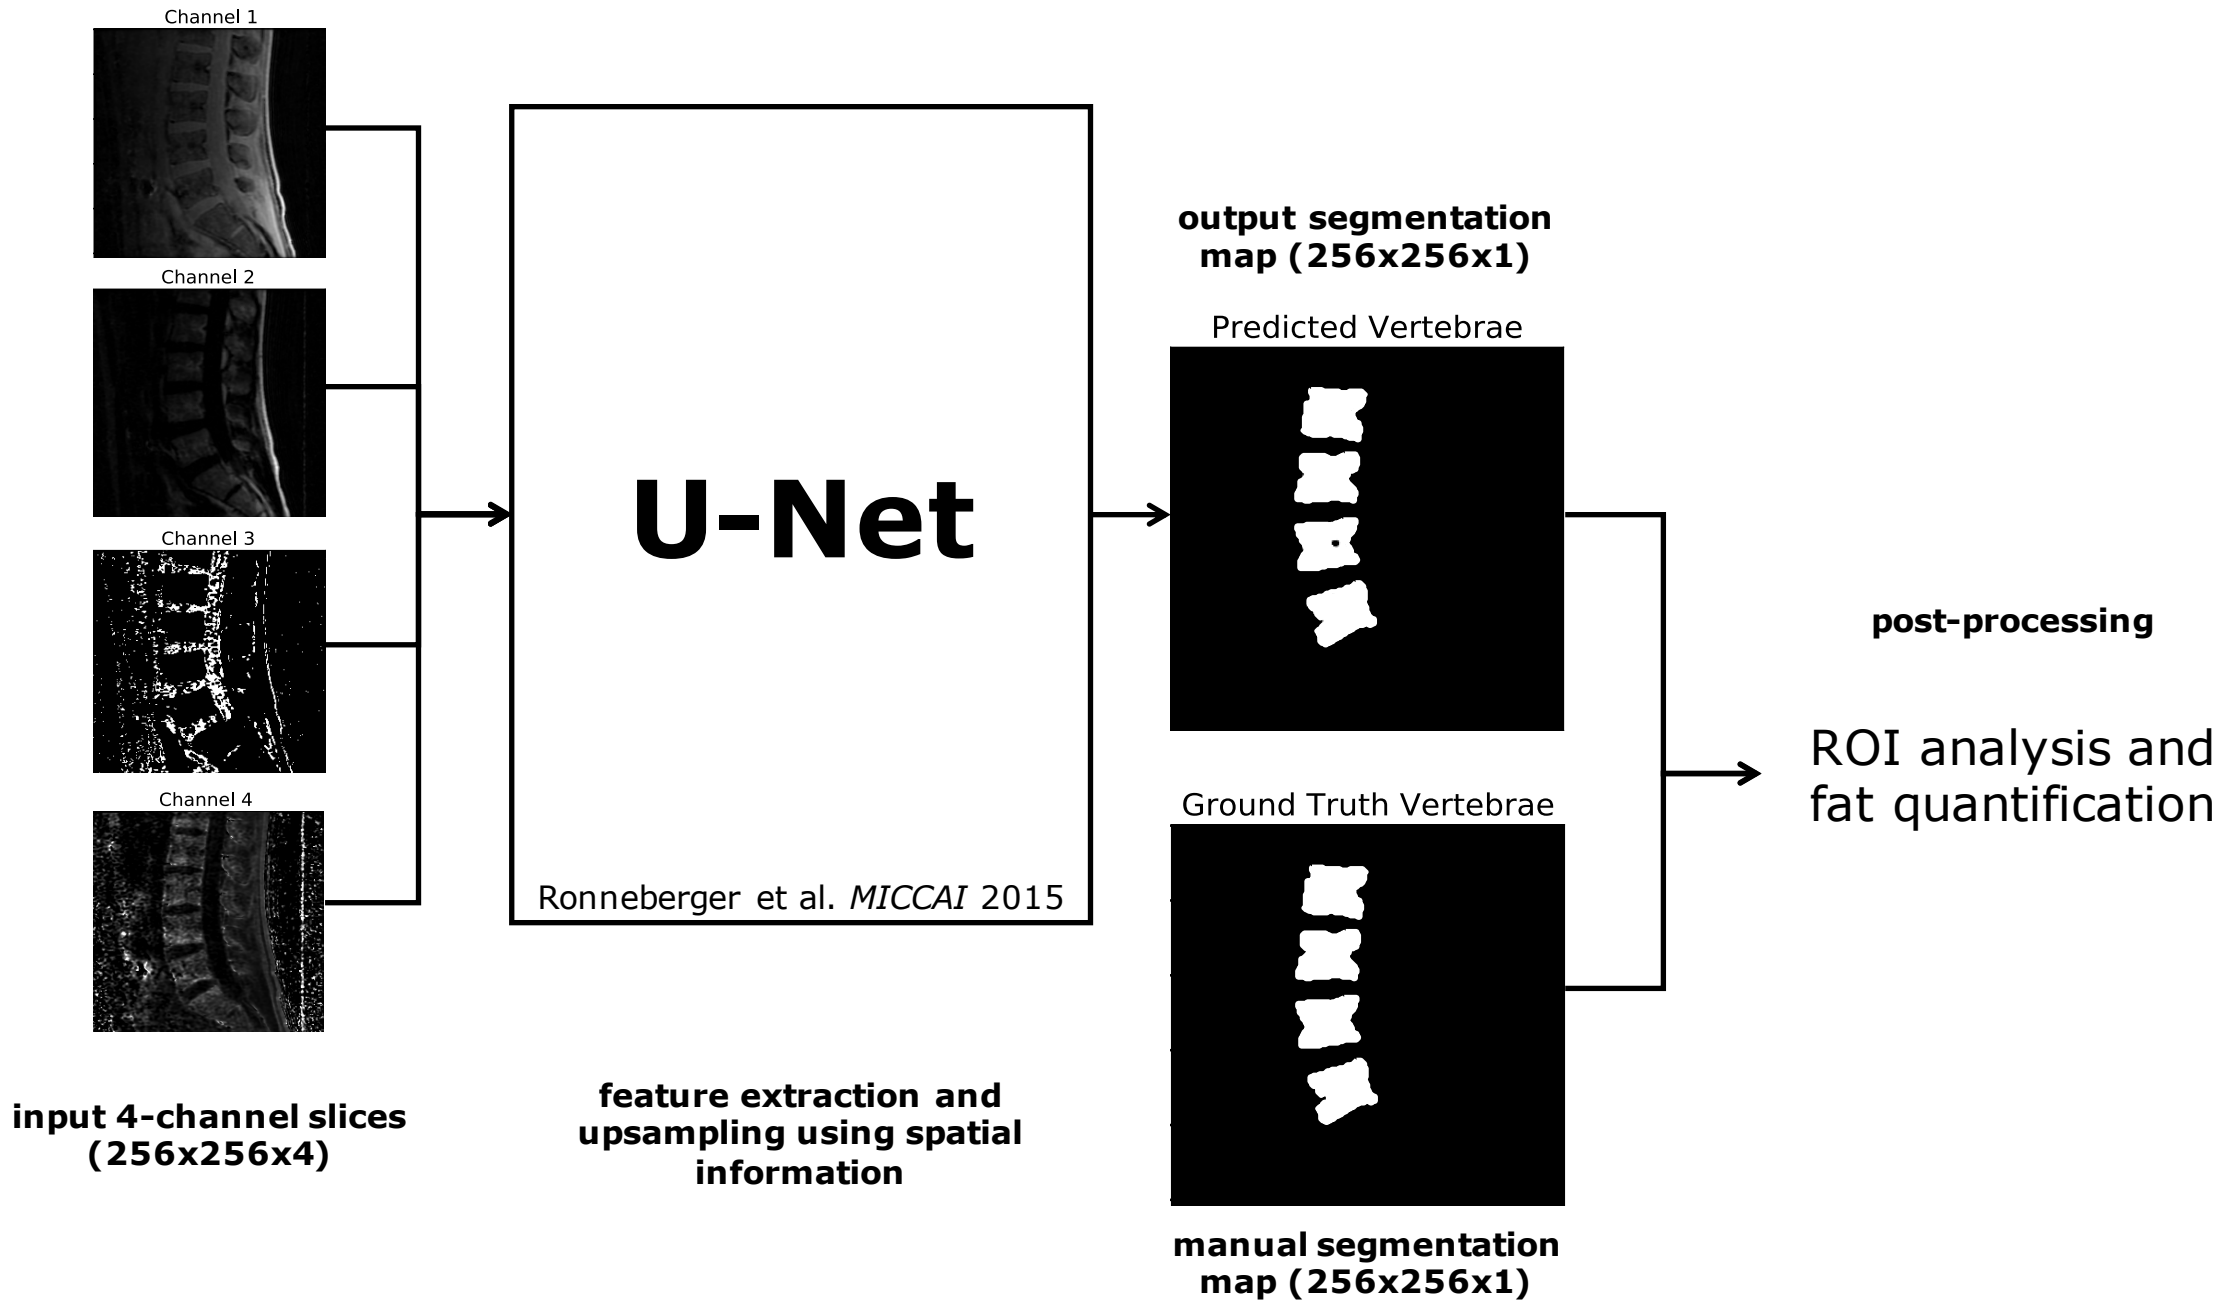 Channel 1
Channel 2
Channel 3
Channel 4
input 4-channel slices
(256x256x4)
U-Net
Ronneberger et al. MICCAI 2015
feature extraction and
upsampling using spatial
information
output segmentation
map (256x256x1)
Predicted Vertebrae
Ground Truth Vertebrae
manual segmentation
map (256x256x1)
post-processing
ROI analysis and
fat quantification